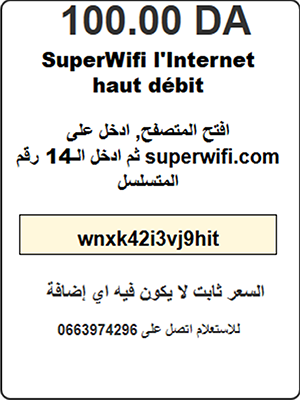 100.00 DA
SuperWifi l'Internet
haut débit
افتح المتصفح, ادخل على
superwifi.com ثم ادخل الـ14 رقم
المتسلسل
wnxk42i3vj9hit
السعر ثابت لا يكون فيه اي إضافة
للاستعلام اتصل على 0663974296